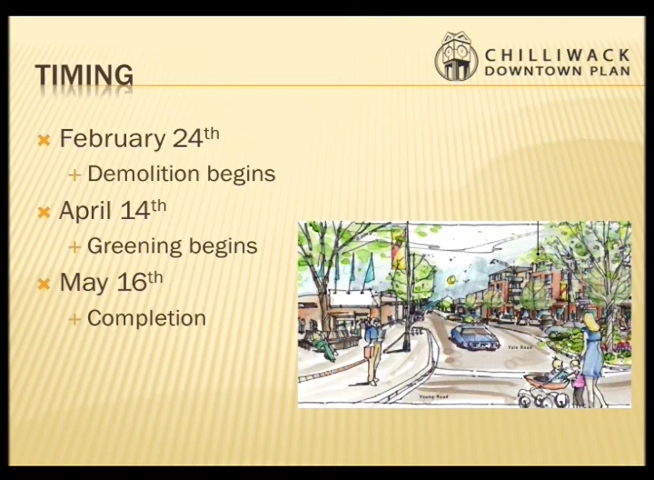 TIMING
CHILLIWACK
DOWNTOWN PLAN
February 24th
Demolition begins
April 14th
Greening begins
May 16th
Completion
Yale Road
Young Road